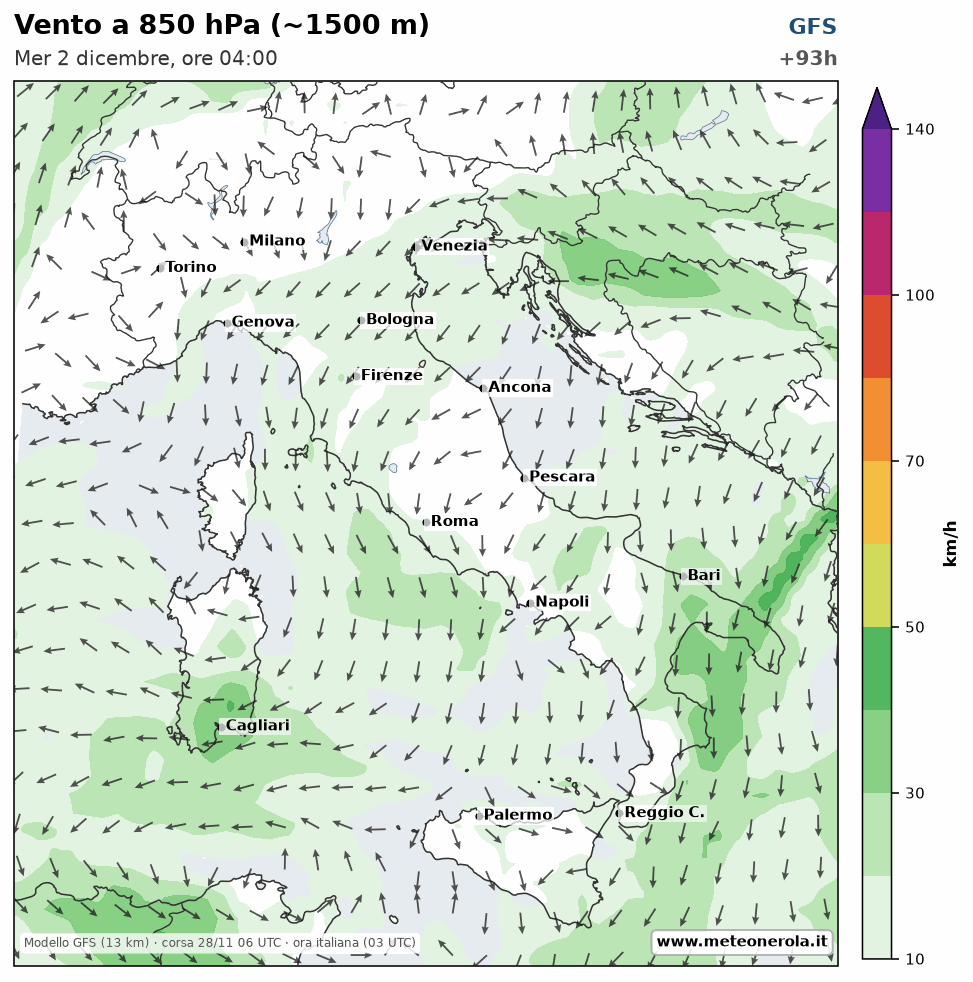 Vento a 850 hPa (~1500 m)
GFS
Mer 2 dicembre, ore 04:00
+93h
140
Milano
Venezia
Torino
100
Genova
Bologna
Firenze
Ancona
70
Pescara
Roma
km/h
Bari
Napoli
50
Cagliari
30
Palermo
Reggio C.
Modello GFS (13 km) · corsa 28/11 06 UTC · ora italiana (03 UTC)
www.meteonerola.it
10